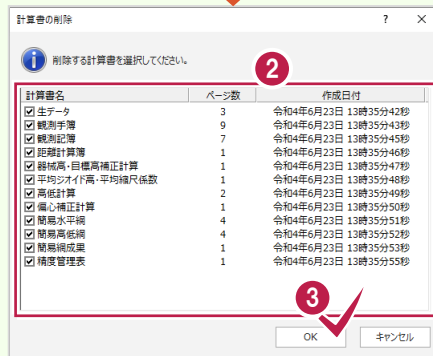 計算書の削除 ? ×
削除する計算書を選択してください。
2
計算書名 ページ数 作成日付
生データ 3 令和4年6月23日 13時35分42秒
観測手簿 9 令和4年6月23日 13時35分43秒
観測記簿 7 令和4年6月23日 13時35分45秒
距離計算簿 1 令和4年6月23日 13時35分46秒
器械高・目標高補正計算 1 令和4年6月23日 13時35分47秒
平均ジオイド高・平均縮尺係数 1 令和4年6月23日 13時35分48秒
高低計算 2 令和4年6月23日 13時35分49秒
偏心補正計算 1 令和4年6月23日 13時35分50秒
簡易水平網 4 令和4年6月23日 13時35分51秒
簡易高低網 4 令和4年6月23日 13時35分52秒
簡易網成果 1 令和4年6月23日 13時35分53秒
精度管理表 1 令和4年6月23日 13時35分55秒
3
OK キャンセル